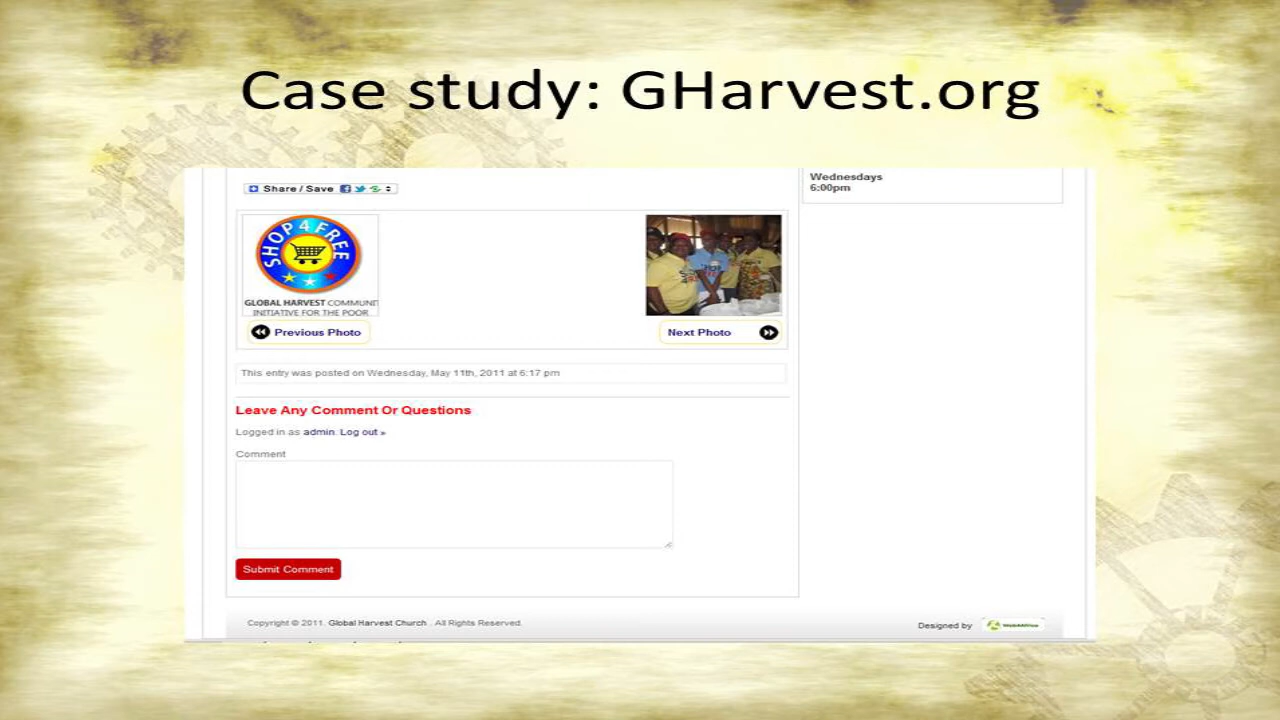 Case study: GHarvest.org
Share / Save
Wednesdays
6:00pm
SHOP 4 FREE
GLOBAL HARVEST COMMUNIT
INITIATIVE FOR THE POOR
Previous Photo
Next Photo
This entry was posted on Wednesday, May 11th, 2011 at 6:17 pm
Leave Any Comment Or Questions
Logged in as admin. Log out »
Comment
Submit Comment
Copyright © 2011. Global Harvest Church . All Rights Reserved.
Designed by